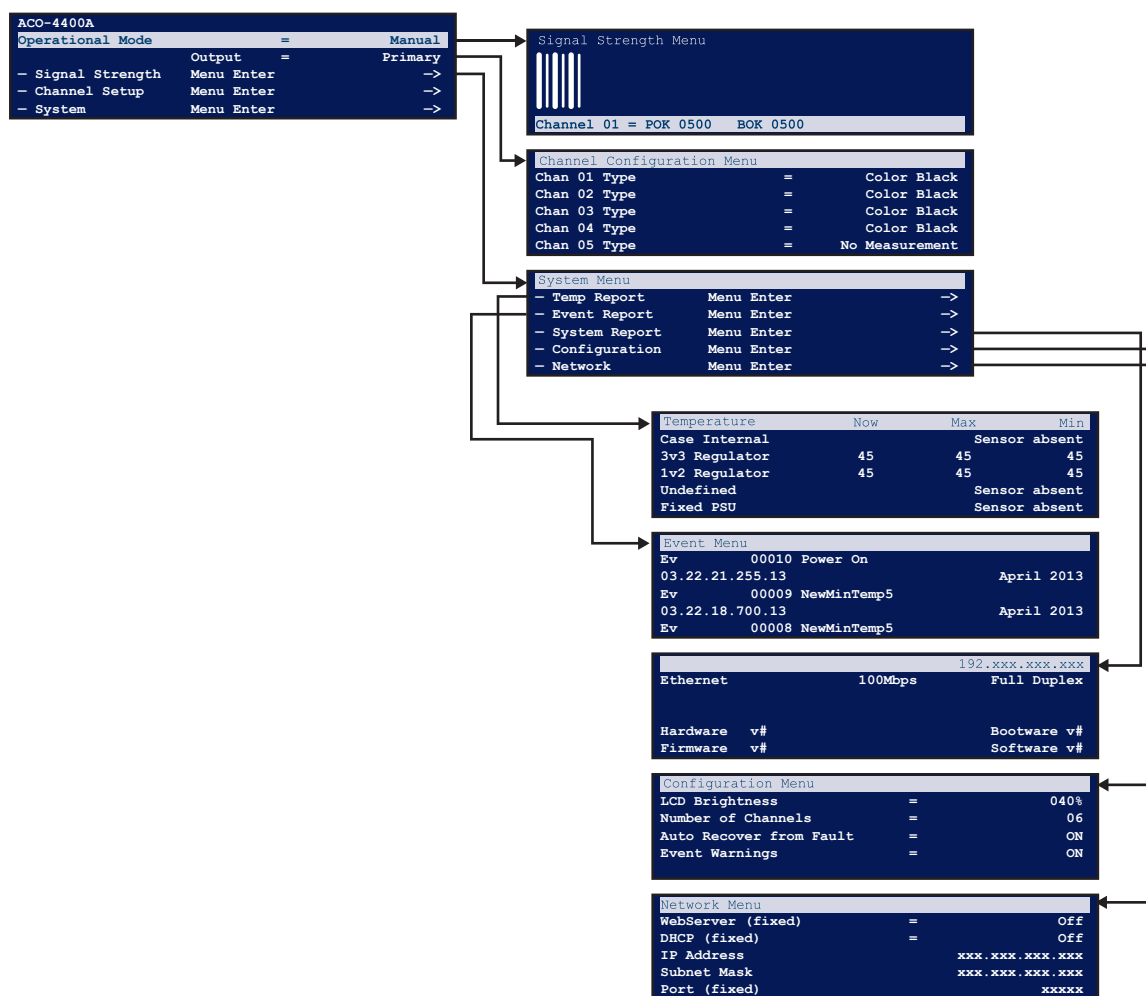 ACO-4400A
Operational Mode = Manual
Output = Primary
— Signal Strength Menu Enter —>
— Channel Setup Menu Enter —>
— System Menu Enter —>
Signal Strength Menu
Channel 01 = POK 0500 BOK 0500
Channel Configuration Menu
Chan 01 Type = Color Black
Chan 02 Type = Color Black
Chan 03 Type = Color Black
Chan 04 Type = Color Black
Chan 05 Type = No Measurement
System Menu
— Temp Report Menu Enter —>
— Event Report Menu Enter —>
— System Report Menu Enter —>
— Configuration Menu Enter —>
— Network Menu Enter —>
Temperature Now Max Min
Case Internal Sensor absent
3v3 Regulator 45 45 45
1v2 Regulator 45 45 45
Undefined Sensor absent
Fixed PSU Sensor absent
Event Menu
Ev 00010 Power On
03.22.21.255.13 April 2013
Ev 00009 NewMinTemp5
03.22.18.700.13 April 2013
Ev 00008 NewMinTemp5
192.xxx.xxx.xxx
Ethernet 100Mbps Full Duplex
Hardware v# Bootware v#
Firmware v# Software v#
Configuration Menu
LCD Brightness = 040%
Number of Channels = 06
Auto Recover from Fault = ON
Event Warnings = ON
Network Menu
WebServer (fixed) = Off
DHCP (fixed) = Off
IP Address xxx.xxx.xxx.xxx
Subnet Mask xxx.xxx.xxx.xxx
Port (fixed) xxxxx